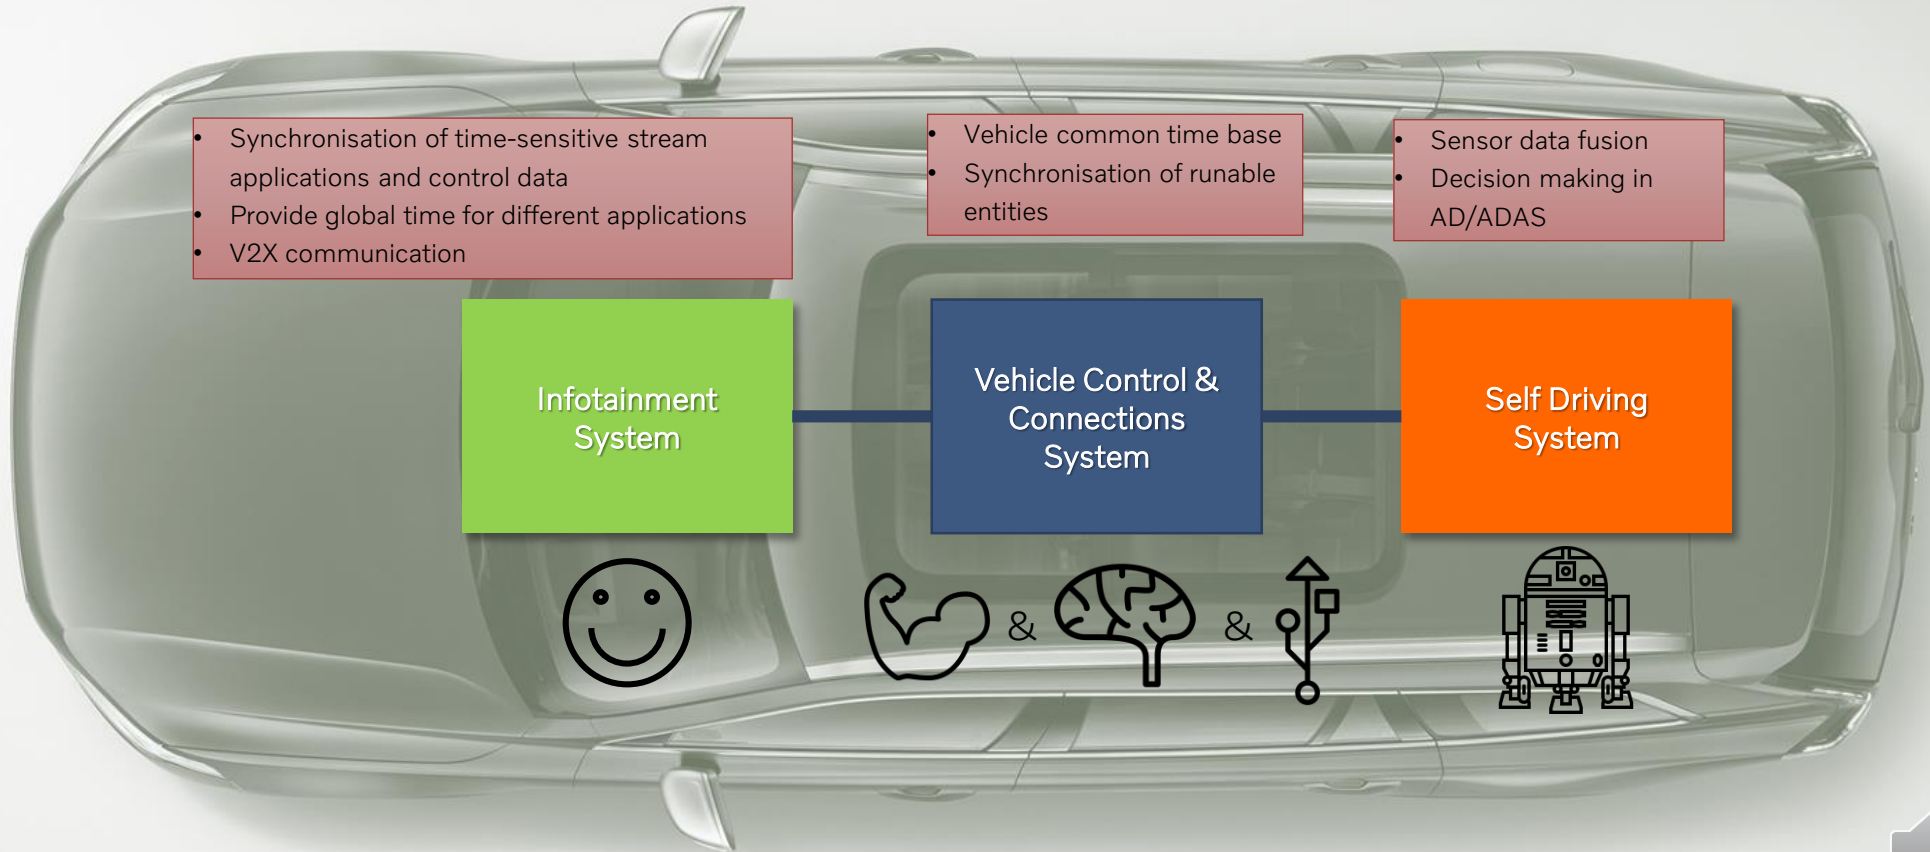 • Synchronisation of time-sensitive stream
applications and control data
• Provide global time for different applications
• V2X communication
• Vehicle common time base
• Synchronisation of runable
entities
• Sensor data fusion
• Decision making in
AD/ADAS
Infotainment
System
Vehicle Control &
Connections
System
Self Driving
System
& &